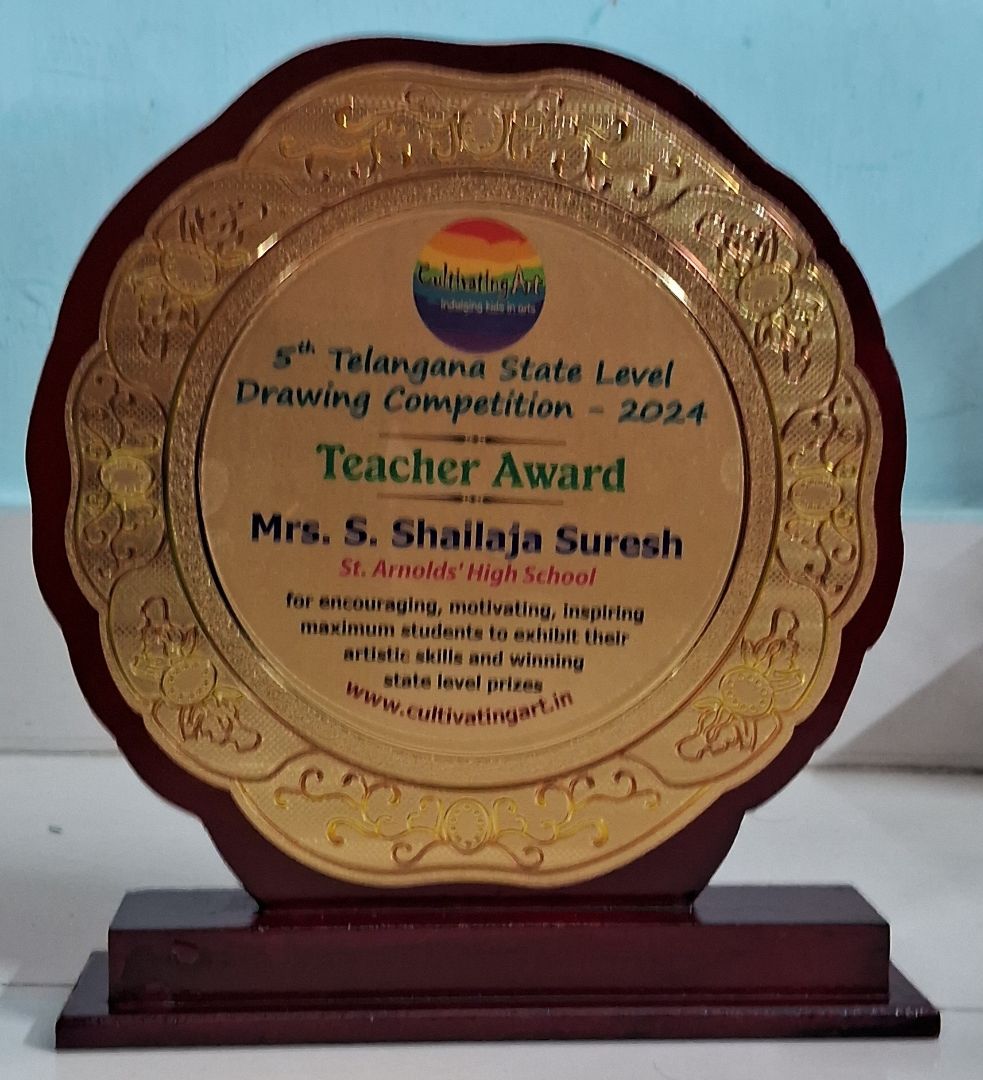 Cultivating Art
indulging kids in arts
5th Telangana State Level
Drawing Competition - 2024
Teacher Award
Mrs. S. Shailaja Suresh
St. Arnolds' High School
for encouraging, motivating, inspiring
maximum students to exhibit their
artistic skills and winning
state level prizes
www.cultivatingart.in